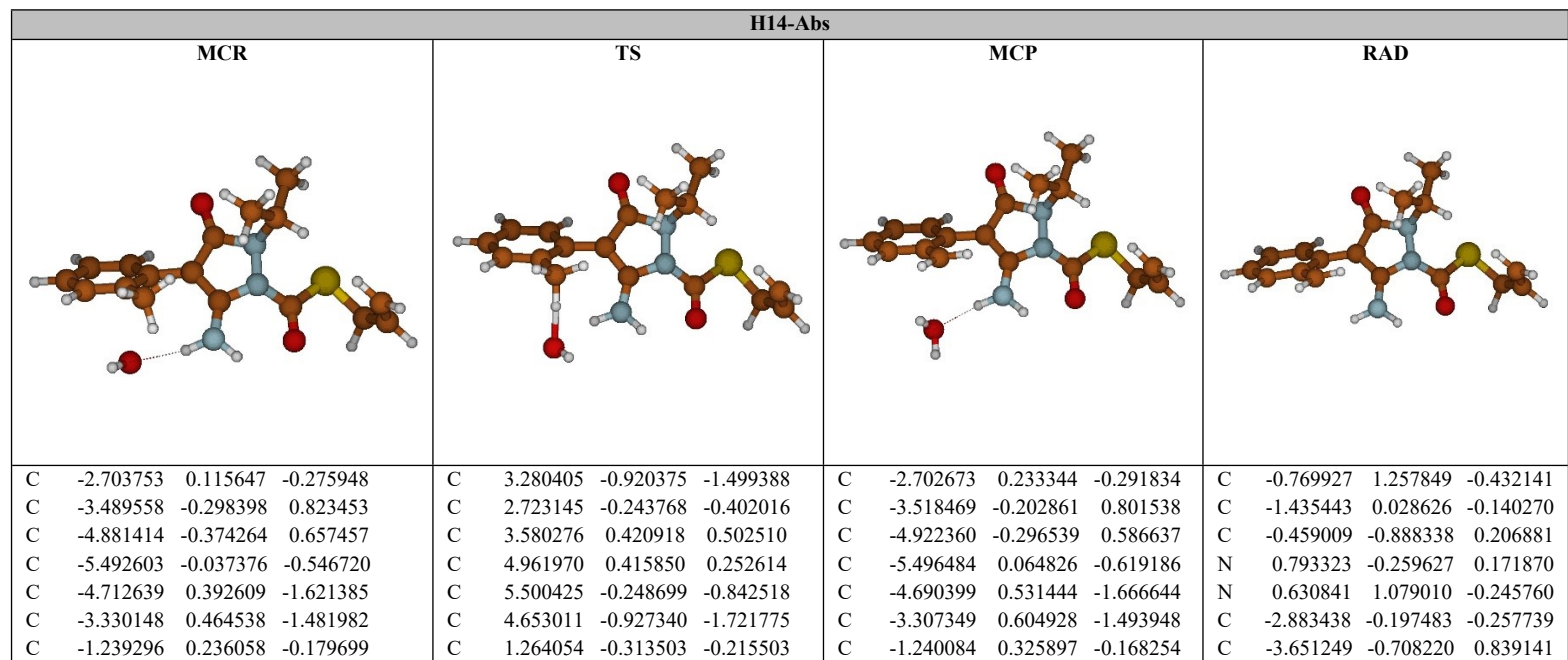 H14-Abs
MCR TS MCP RAD
C -2.703753 0.115647 -0.275948 C 3.280405 -0.920375 -1.499388 C -2.702673 0.233344 -0.291834 C -0.769927 1.257849 -0.432141
C -3.489558 -0.298398 0.823453 C 2.723145 -0.243768 -0.402016 C -3.518469 -0.202861 0.801538 C -1.435443 0.028626 -0.140270
C -4.881414 -0.374264 0.657457 C 3.580276 0.420918 0.502510 C -4.922360 -0.296539 0.586637 C -0.459009 -0.888338 0.206881
C -5.492603 -0.037376 -0.546720 C 4.961970 0.415850 0.252614 C -5.496484 0.064826 -0.619186 N 0.793323 -0.259627 0.171870
C -4.712639 0.392609 -1.621385 C 5.500425 -0.248699 -0.842518 C -4.690399 0.531444 -1.666644 N 0.630841 1.079010 -0.245760
C -3.330148 0.464538 -1.481982 C 4.653011 -0.927340 -1.721775 C -3.307349 0.604928 -1.493948 C -2.883438 -0.197483 -0.257739
C -1.239296 0.236058 -0.179699 C 1.264054 -0.313503 -0.215503 C -1.240084 0.325897 -0.168254 C -3.651249 -0.708220 0.839141